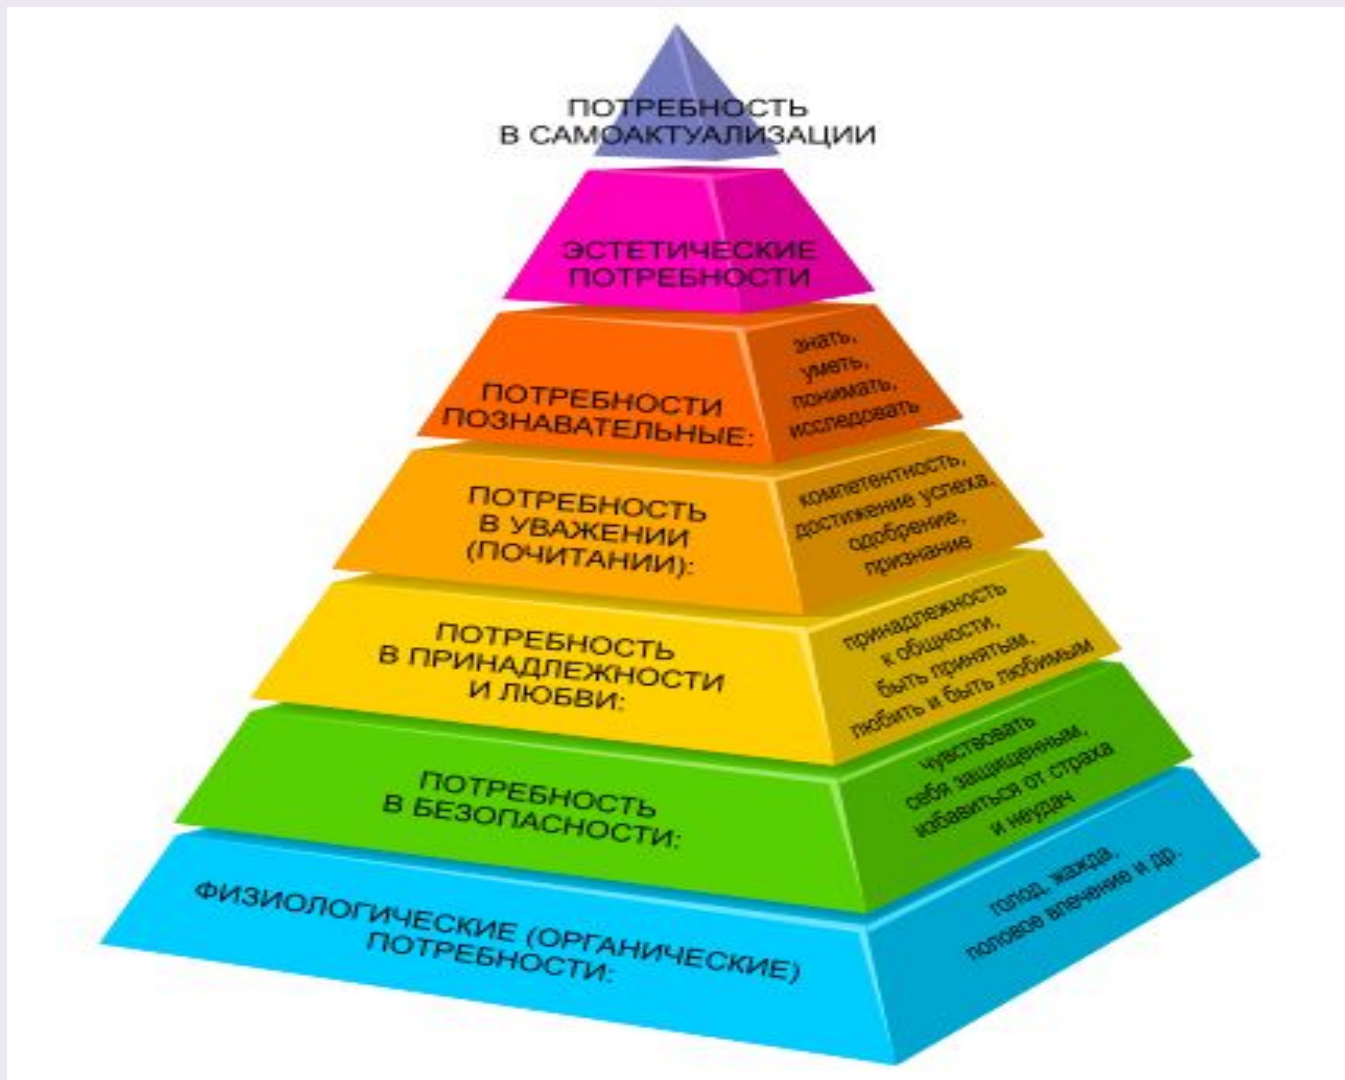 ПОТРЕБНОСТЬ
В САМОАКТУАЛИЗАЦИИ
ЭСТЕТИЧЕСКИЕ
ПОТРЕБНОСТИ
ПОТРЕБНОСТИ
ПОЗНАВАТЕЛЬНЫЕ:
знать,
уметь,
понимать,
исследовать
ПОТРЕБНОСТЬ
В УВАЖЕНИИ
(ПОЧИТАНИИ):
компетентность,
достижение успеха,
одобрение,
признание
ПОТРЕБНОСТЬ
В ПРИНАДЛЕЖНОСТИ
И ЛЮБВИ:
принадлежность
к общности,
быть принятым,
любить и быть любимым
ПОТРЕБНОСТЬ
В БЕЗОПАСНОСТИ:
чувствовать
себя защищенным,
избавиться от страха
и неудач
ФИЗИОЛОГИЧЕСКИЕ (ОРГАНИЧЕСКИЕ)
ПОТРЕБНОСТИ:
голод, жажда,
половое влечение и др.